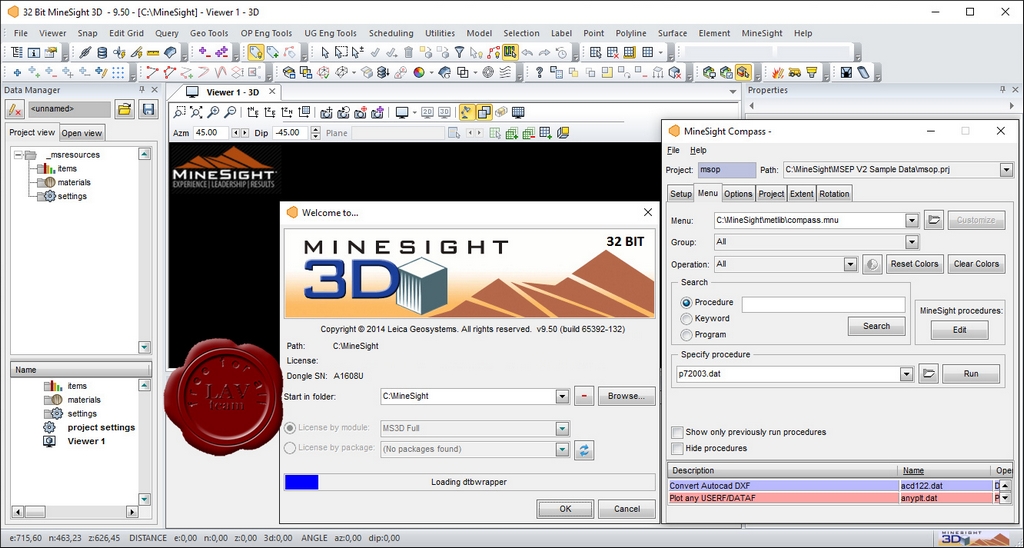 32 Bit MineSight 3D - 9.50 - [C:\MineSight] - Viewer 1 - 3D
File Viewer Snap Edit Grid Query Geo Tools OP Eng Tools UG Eng Tools Scheduling Utilities Model Selection Label Point Polyline Surface Element MineSight Help
Data Manager
<unnamed>
Project view Open view
_msresources
items
materials
settings
Name
items
materials
settings
project settings
Viewer 1
Viewer 1 - 3D
Azm 45.00 Dip -45.00 Plane
MINESIGHT
EXPERIENCE | LEADERSHIP | RESULTS
Properties
Welcome to...
MINESIGHT
3D
32 BIT
Copyright © 2014 Leica Geosystems. All rights reserved. v9.50 (build 65392-132)
Path: C:\MineSight
License:
Dongle SN: A1608U
Start in folder: C:\MineSight Browse...
License by module: MS3D Full
License by package: (No packages found)
Loading dtbwrapper
OK Cancel
LAV
team
MineSight Compass -
File Help
Project: msop Path: C:\MineSight\MSEP V2 Sample Data\msop.prj
Setup Menu Options Project Extent Rotation
Menu: C:\MineSight\metlib\compass.mnu Customize
Group: All
Operation: All Reset Colors Clear Colors
Search
Procedure
Keyword
Program
Search
MineSight procedures:
Edit
Specify procedure
p72003.dat Run
Show only previously run procedures
Hide procedures
Description Name Oper
Convert Autocad DXF acd122.dat D
Plot any USERF/DATAF anyplt.dat P
e:715,60 n:463,23 z:626,45 DISTANCE e:0,00 n:0,00 z:0,00 3d:0,00 ANGLE az:0,00 dip:0,00
MINESIGHT
3D